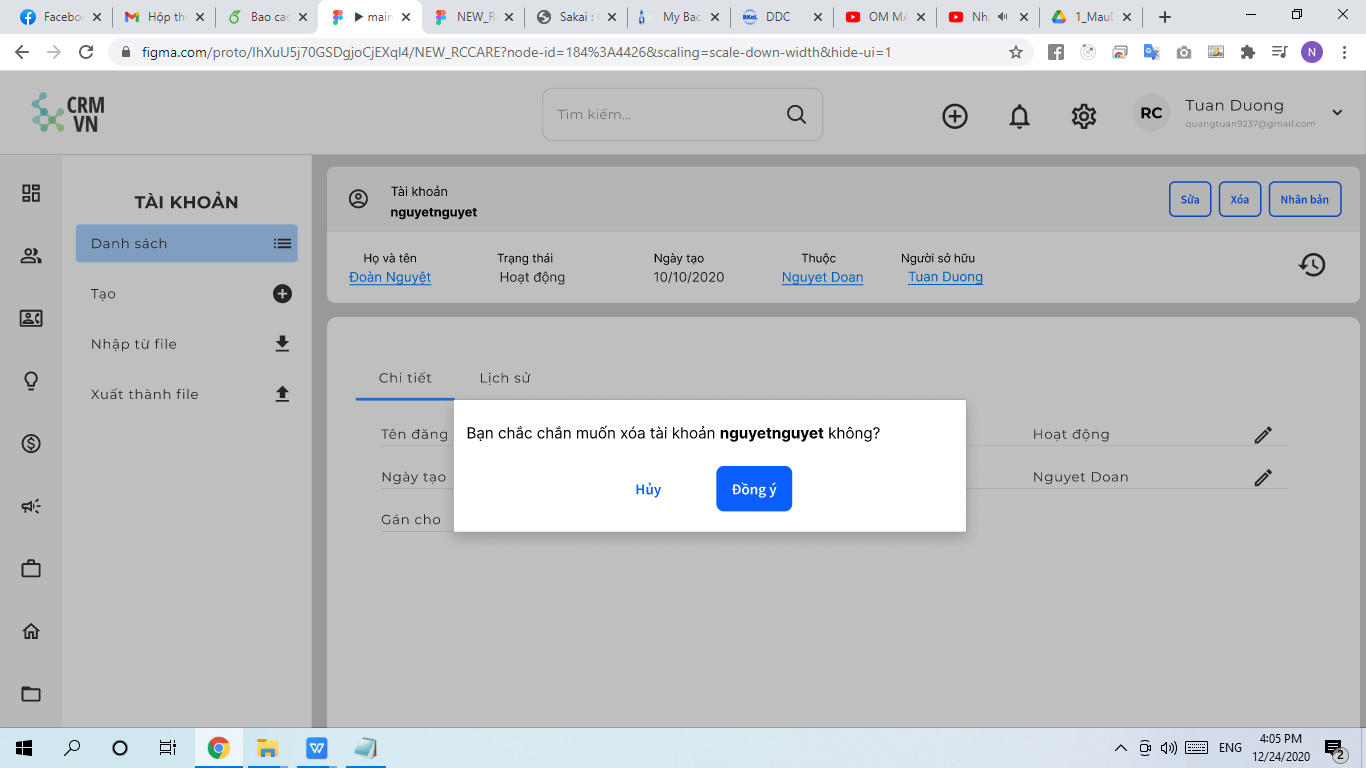 Facebo
Hộp th
Bao cac
main
NEW_R
Sakai :
My Bac
DDC
OM MA
Nh
1_Mau
figma.com/proto/IhXuU5j70GSDgjoCjEXqI4/NEW_RCCARE?node-id=184%3A4426&scaling=scale-down-width&hide-ui=1
N
CRM
VN
Tìm kiếm...
RC
Tuan Duong
quangtuan9237@gmail.com
TÀI KHOẢN
Danh sách
Tạo
Nhập từ file
Xuất thành file
Tài khoản
nguyetnguyet
Sửa
Xóa
Nhân bản
Họ và tên
Trạng thái
Ngày tạo
Thuộc
Người sở hữu
Đoàn Nguyệt
Hoạt động
10/10/2020
Nguyet Doan
Tuan Duong
Chi tiết
Lịch sử
Tên đăng
Hoạt động
Ngày tạo
Nguyet Doan
Gán cho
Bạn chắc chắn muốn xóa tài khoản nguyetnguyet không?
Hủy
Đồng ý
ENG
4:05 PM
12/24/2020
2